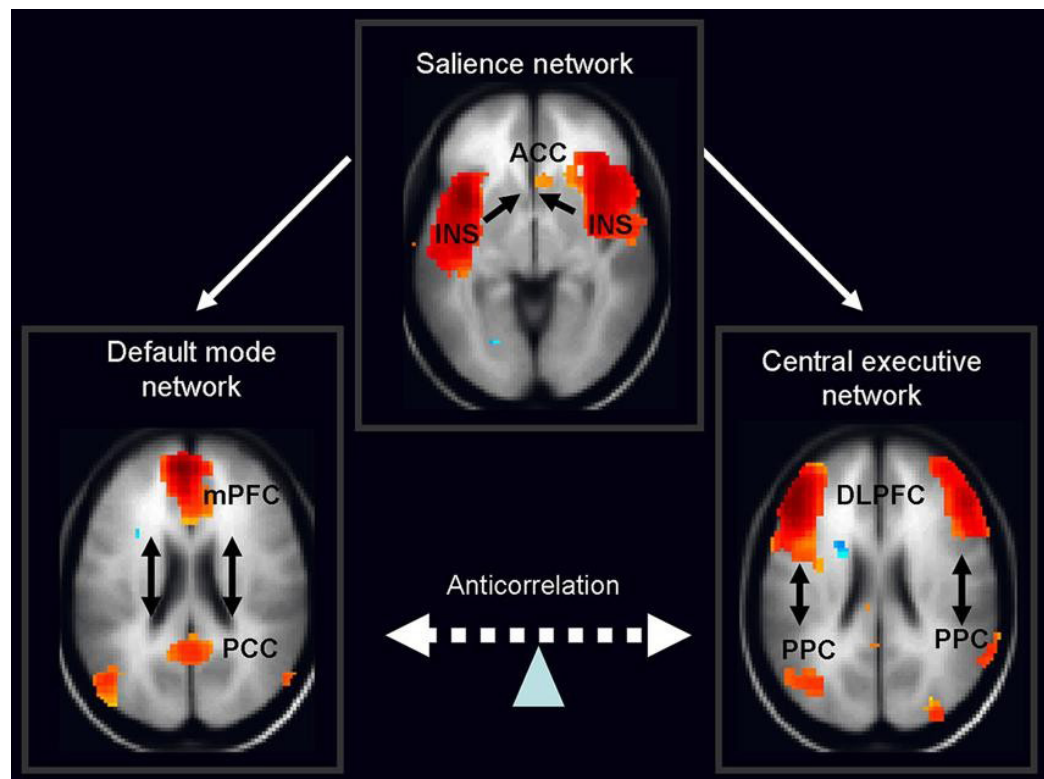 Salience network
ACC
INS
INS
Default mode
network
mPFC
PCC
Anticorrelation
Central executive
network
DLPFC
PPC
PPC